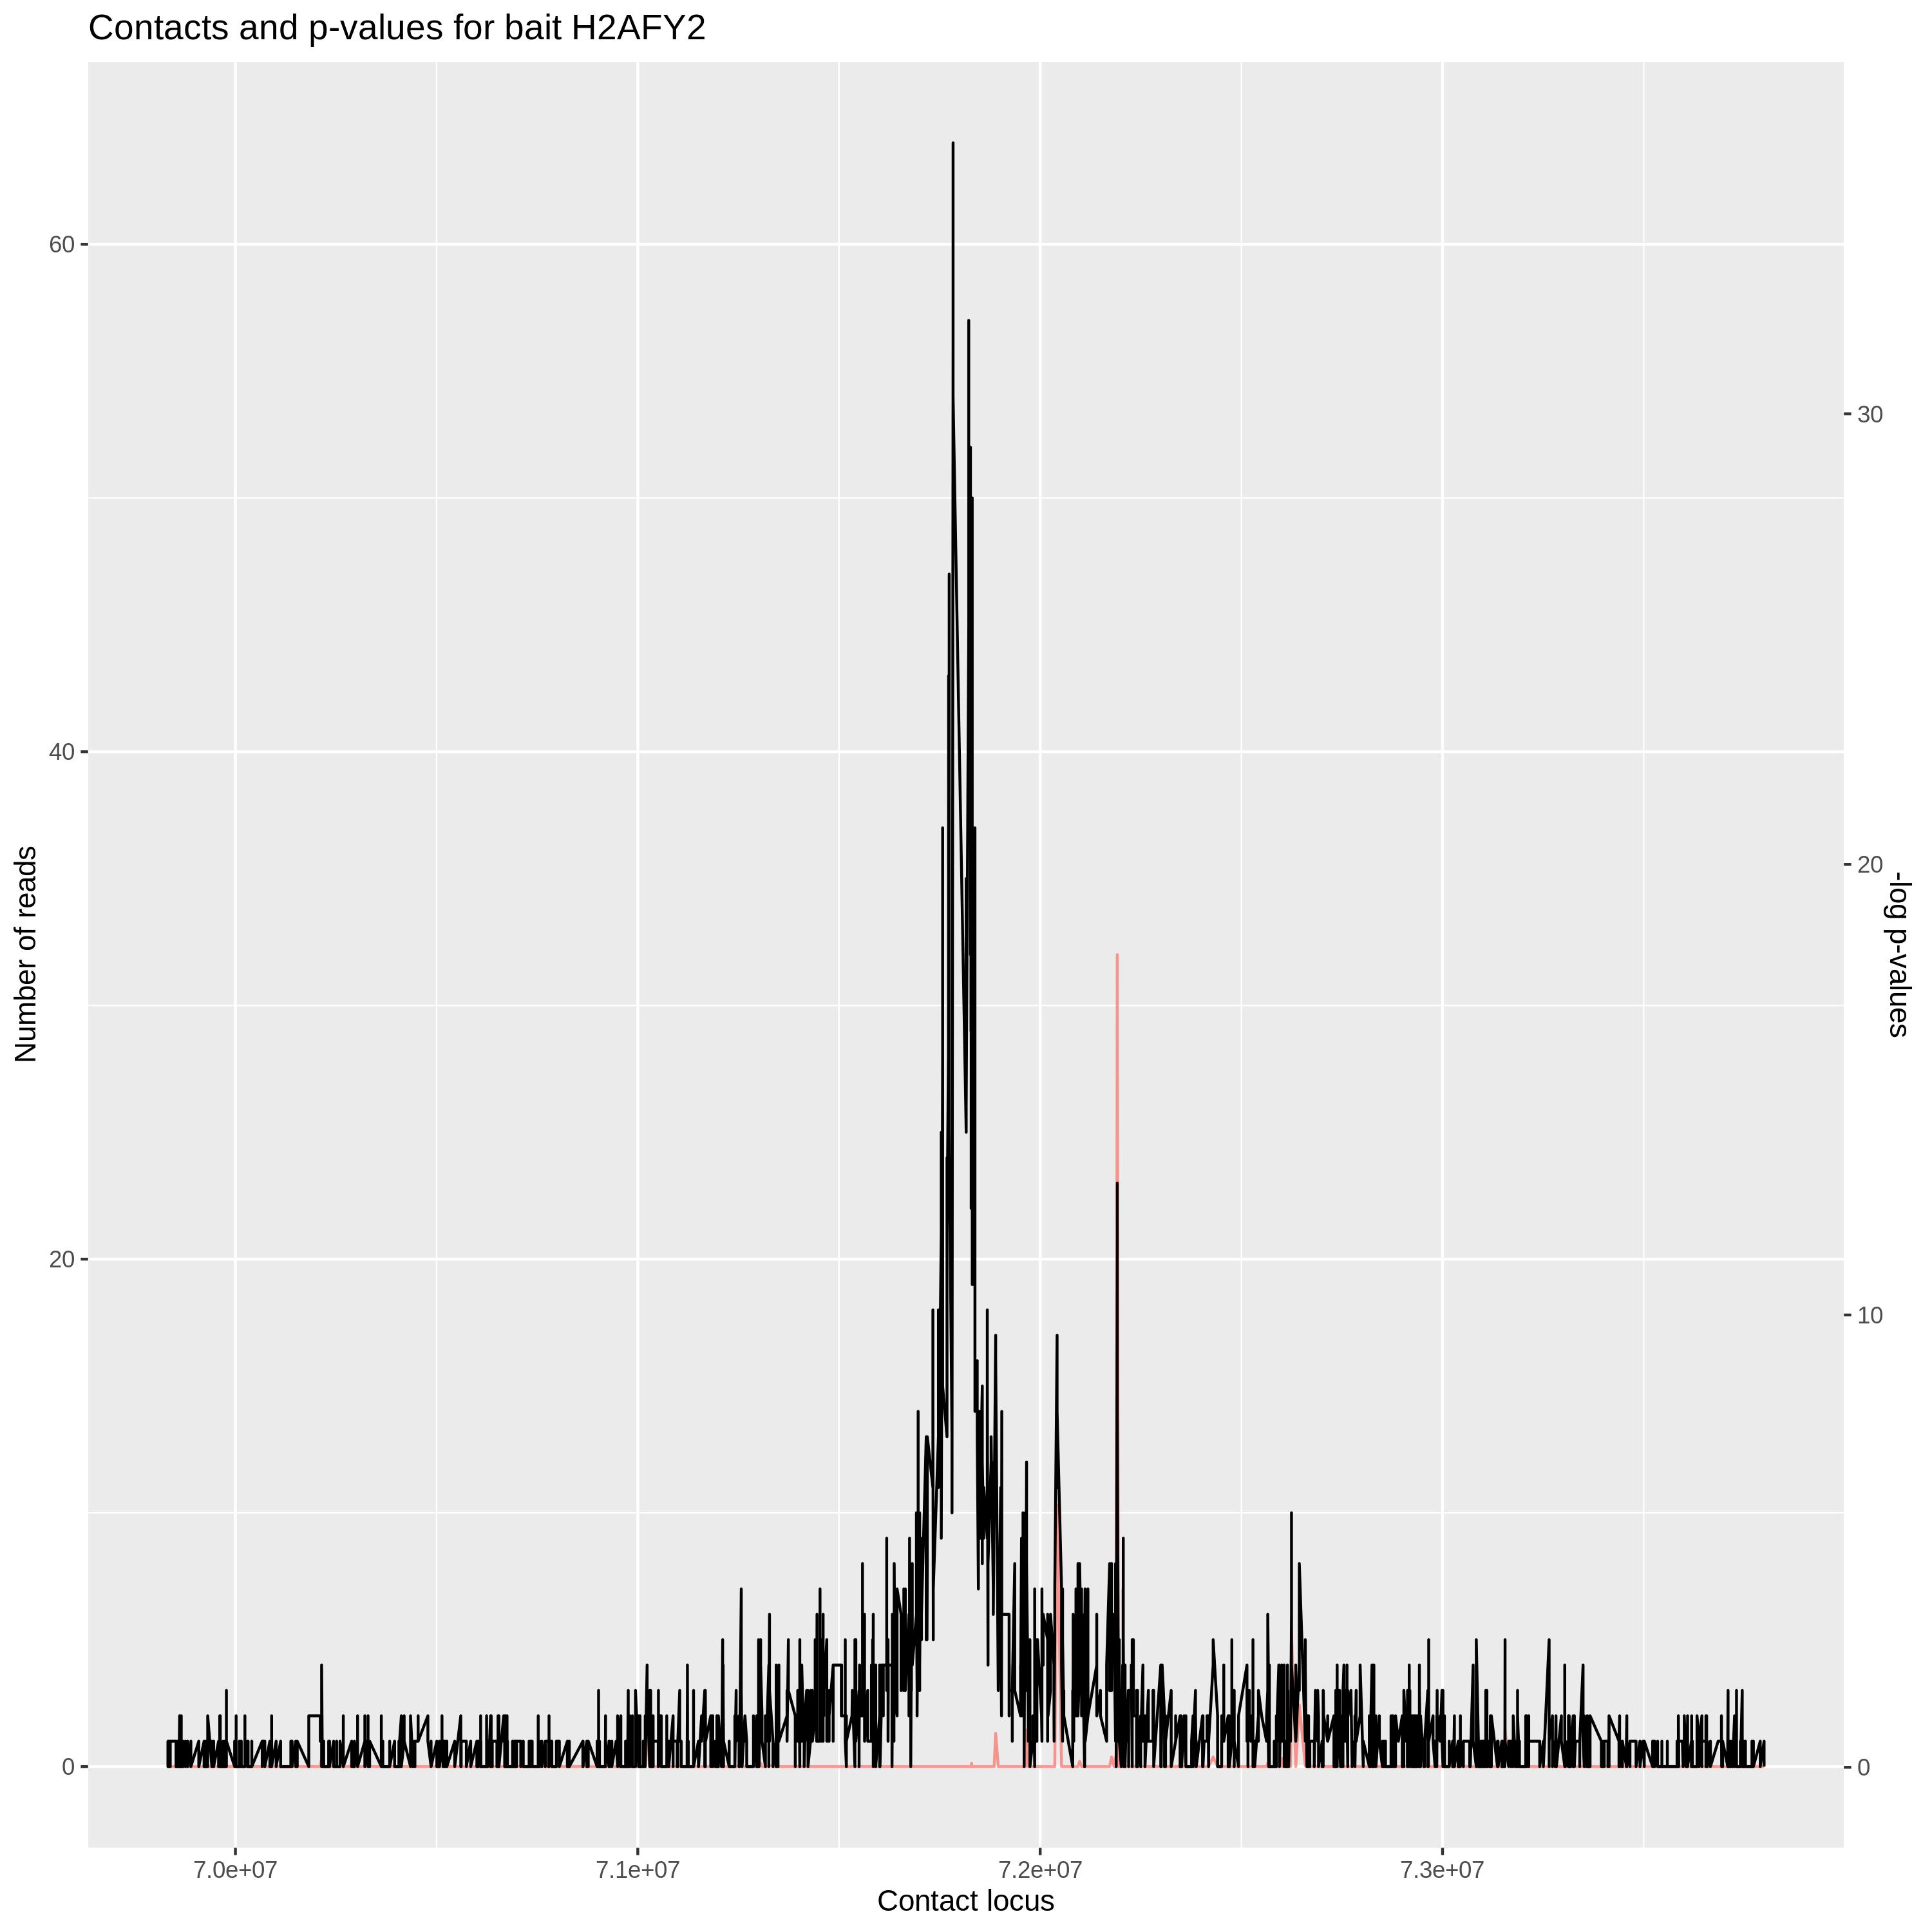 Contacts and p-values for bait H2AFY2
60
40
20
0
30
20
10
0
Number of reads
-log p-values
7.0e+07
7.1e+07
7.2e+07
7.3e+07
Contact locus